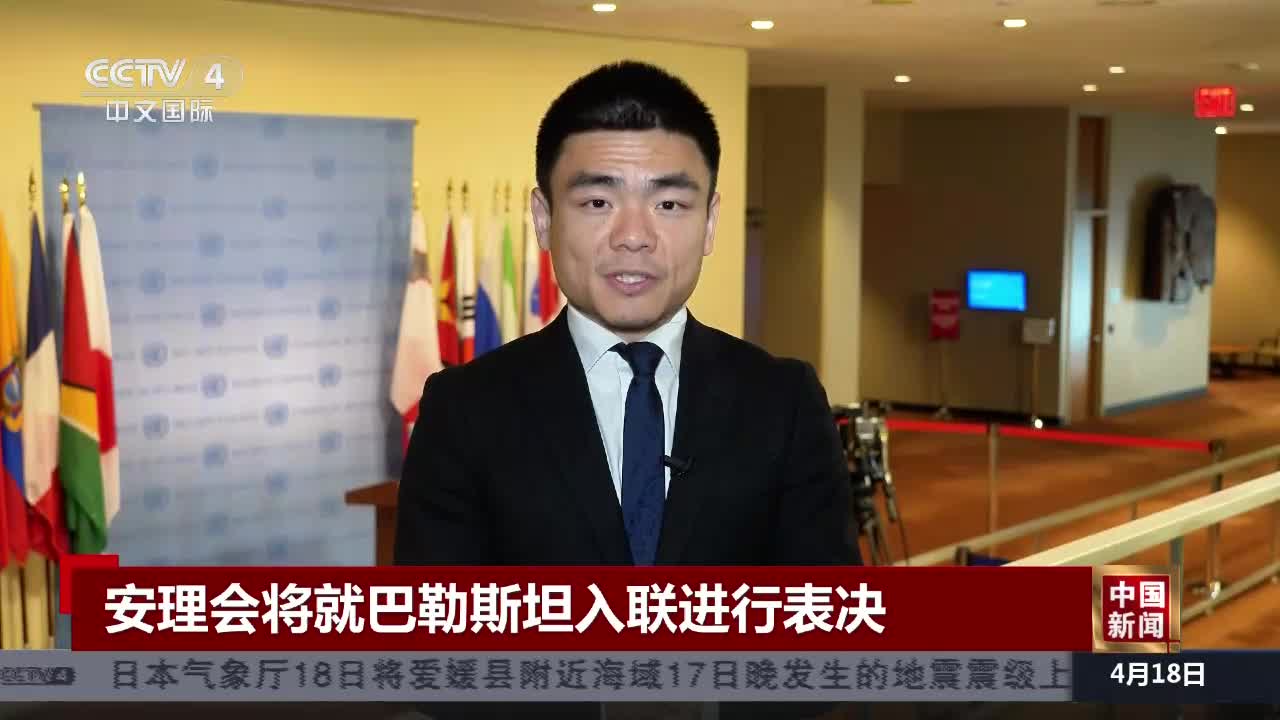 CCTV 4
中文国际
EXIT
安理会将就巴勒斯坦入联进行表决
中国
新闻
CCTV 4
日本气象厅18日将爱媛县附近海域17日晚发生的地震震级上
4月18日